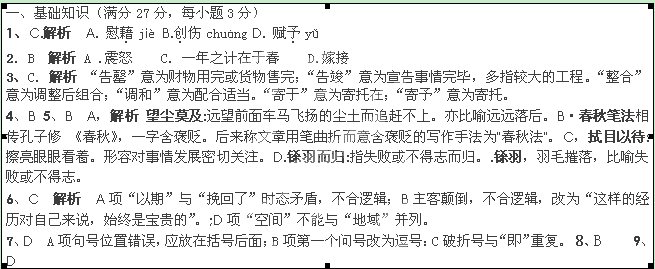 一、基础知识（满分 27 分，每小题 3 分）
1、 C.解析 A. 慰藉 jiè B.创伤 chuāng D. 赋予 yǔ
2. B 解析 A .震怒 C. 一年之计在于春 D.嫁接
3、C. 解析 “告罄”意为财物用完或货物售完；“告竣”意为宣告事情完毕，多指较大的工程。“整合”
意为调整后组合；“调和”意为配合适当。“寄于”意为寄托在；“寄予”意为寄托。
4、B 5、B A，解析 望尘莫及:远望前面车马飞扬的尘土而追赶不上。亦比喻远远落后。B·春秋笔法相
传孔子修 《春秋》，一字含褒贬。后来称文章用笔曲折而意含褒贬的写作手法为“春秋法”。C，拭目以待:
擦亮眼眼看着。形容对事情发展密切关注。D.铩羽而归:指失败或不得志而归。.铩羽，羽毛摧落，比喻失
败或不得志。
6、C 解析 A 项“以期”与“挽回了”时态矛盾，不合逻辑；B 主客颠倒，不合逻辑，改为“这样的经
历对自己来说，始终是宝贵的”。;D 项“空间”不能与“地域”并列。
7、D A 项句号位置错误，应放在括号后面；B 项第一个问号改为逗号；C 破折号与“即”重复。 8、B 9、
D